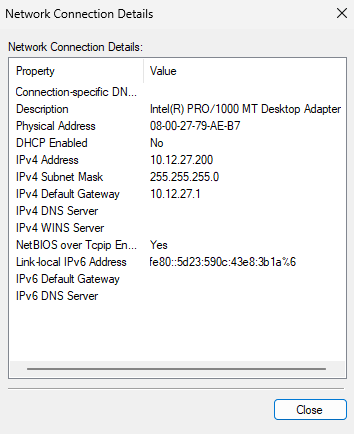 Network Connection Details
Network Connection Details:
Property Value
Connection-specific DN...
Description Intel(R) PRO/1000 MT Desktop Adapter
Physical Address 08-00-27-79-AE-B7
DHCP Enabled No
IPv4 Address 10.12.27.200
IPv4 Subnet Mask 255.255.255.0
IPv4 Default Gateway 10.12.27.1
IPv4 DNS Server
IPv4 WINS Server
NetBIOS over Tcpip En... Yes
Link-local IPv6 Address fe80::5d23:590c:43e8:3b1a%6
IPv6 Default Gateway
IPv6 DNS Server
Close